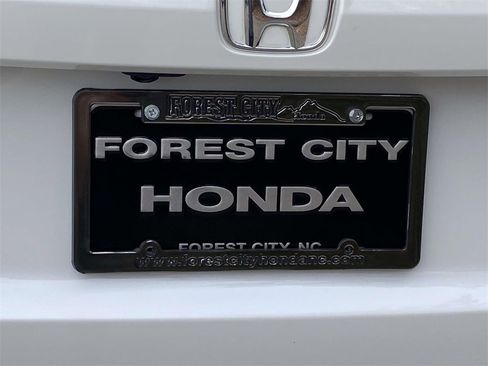 FOREST CITY
Honda
FOREST CITY
HONDA
FOREST CITY, NC
www.forestcityhondanc.com